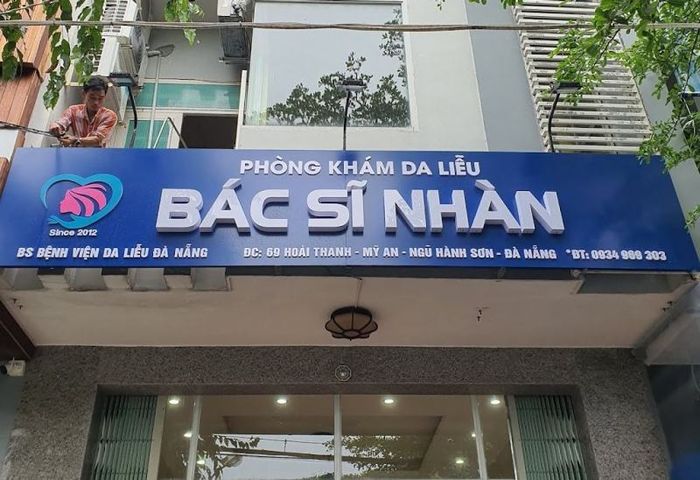 PHÒNG KHÁM DA LIỄU
BÁC SĨ NHÀN
Since 2012
BS BỆNH VIỆN DA LIỄU ĐÀ NẴNG
ĐC: 69 HOÀI THANH - MỸ AN - NGŨ HÀNH SƠN - ĐÀ NẴNG *ĐT: 0934 969 303